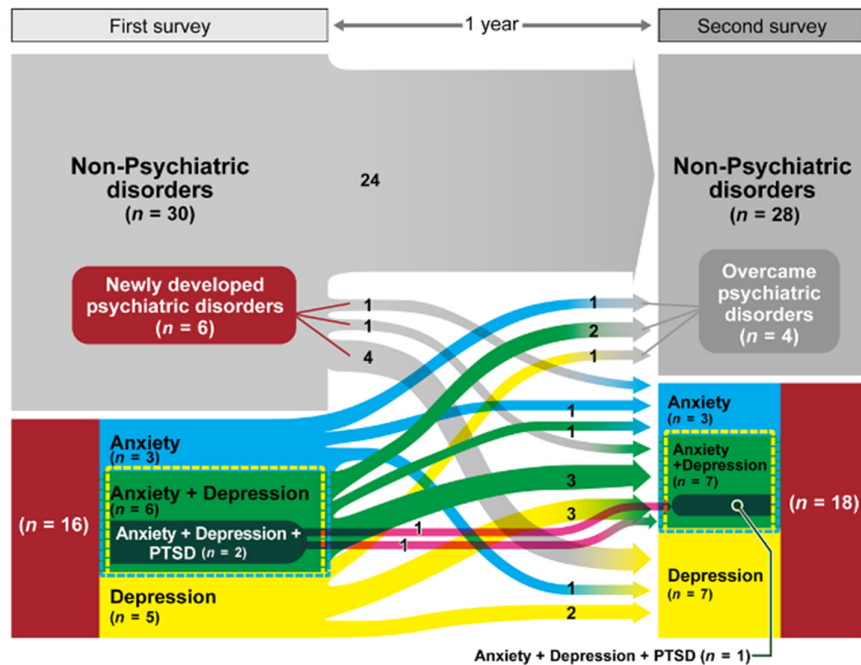 First survey
1 year
Second survey
Non-Psychiatric
disorders
(n = 30)
24
Non-Psychiatric
disorders
(n = 28)
Newly developed
psychiatric disorders
(n = 6)
1
1
4
1
2
1
Overcame
psychiatric
disorders
(n = 4)
(n = 16)
Anxiety
(n = 3)
Anxiety + Depression
(n = 6)
Anxiety + Depression +
PTSD (n = 2)
Depression
(n = 5)
1
1
3
3
1
1
1
2
Anxiety
(n = 3)
Anxiety
+Depression
(n = 7)
Depression
(n = 7)
(n = 18)
Anxiety + Depression + PTSD (n = 1)